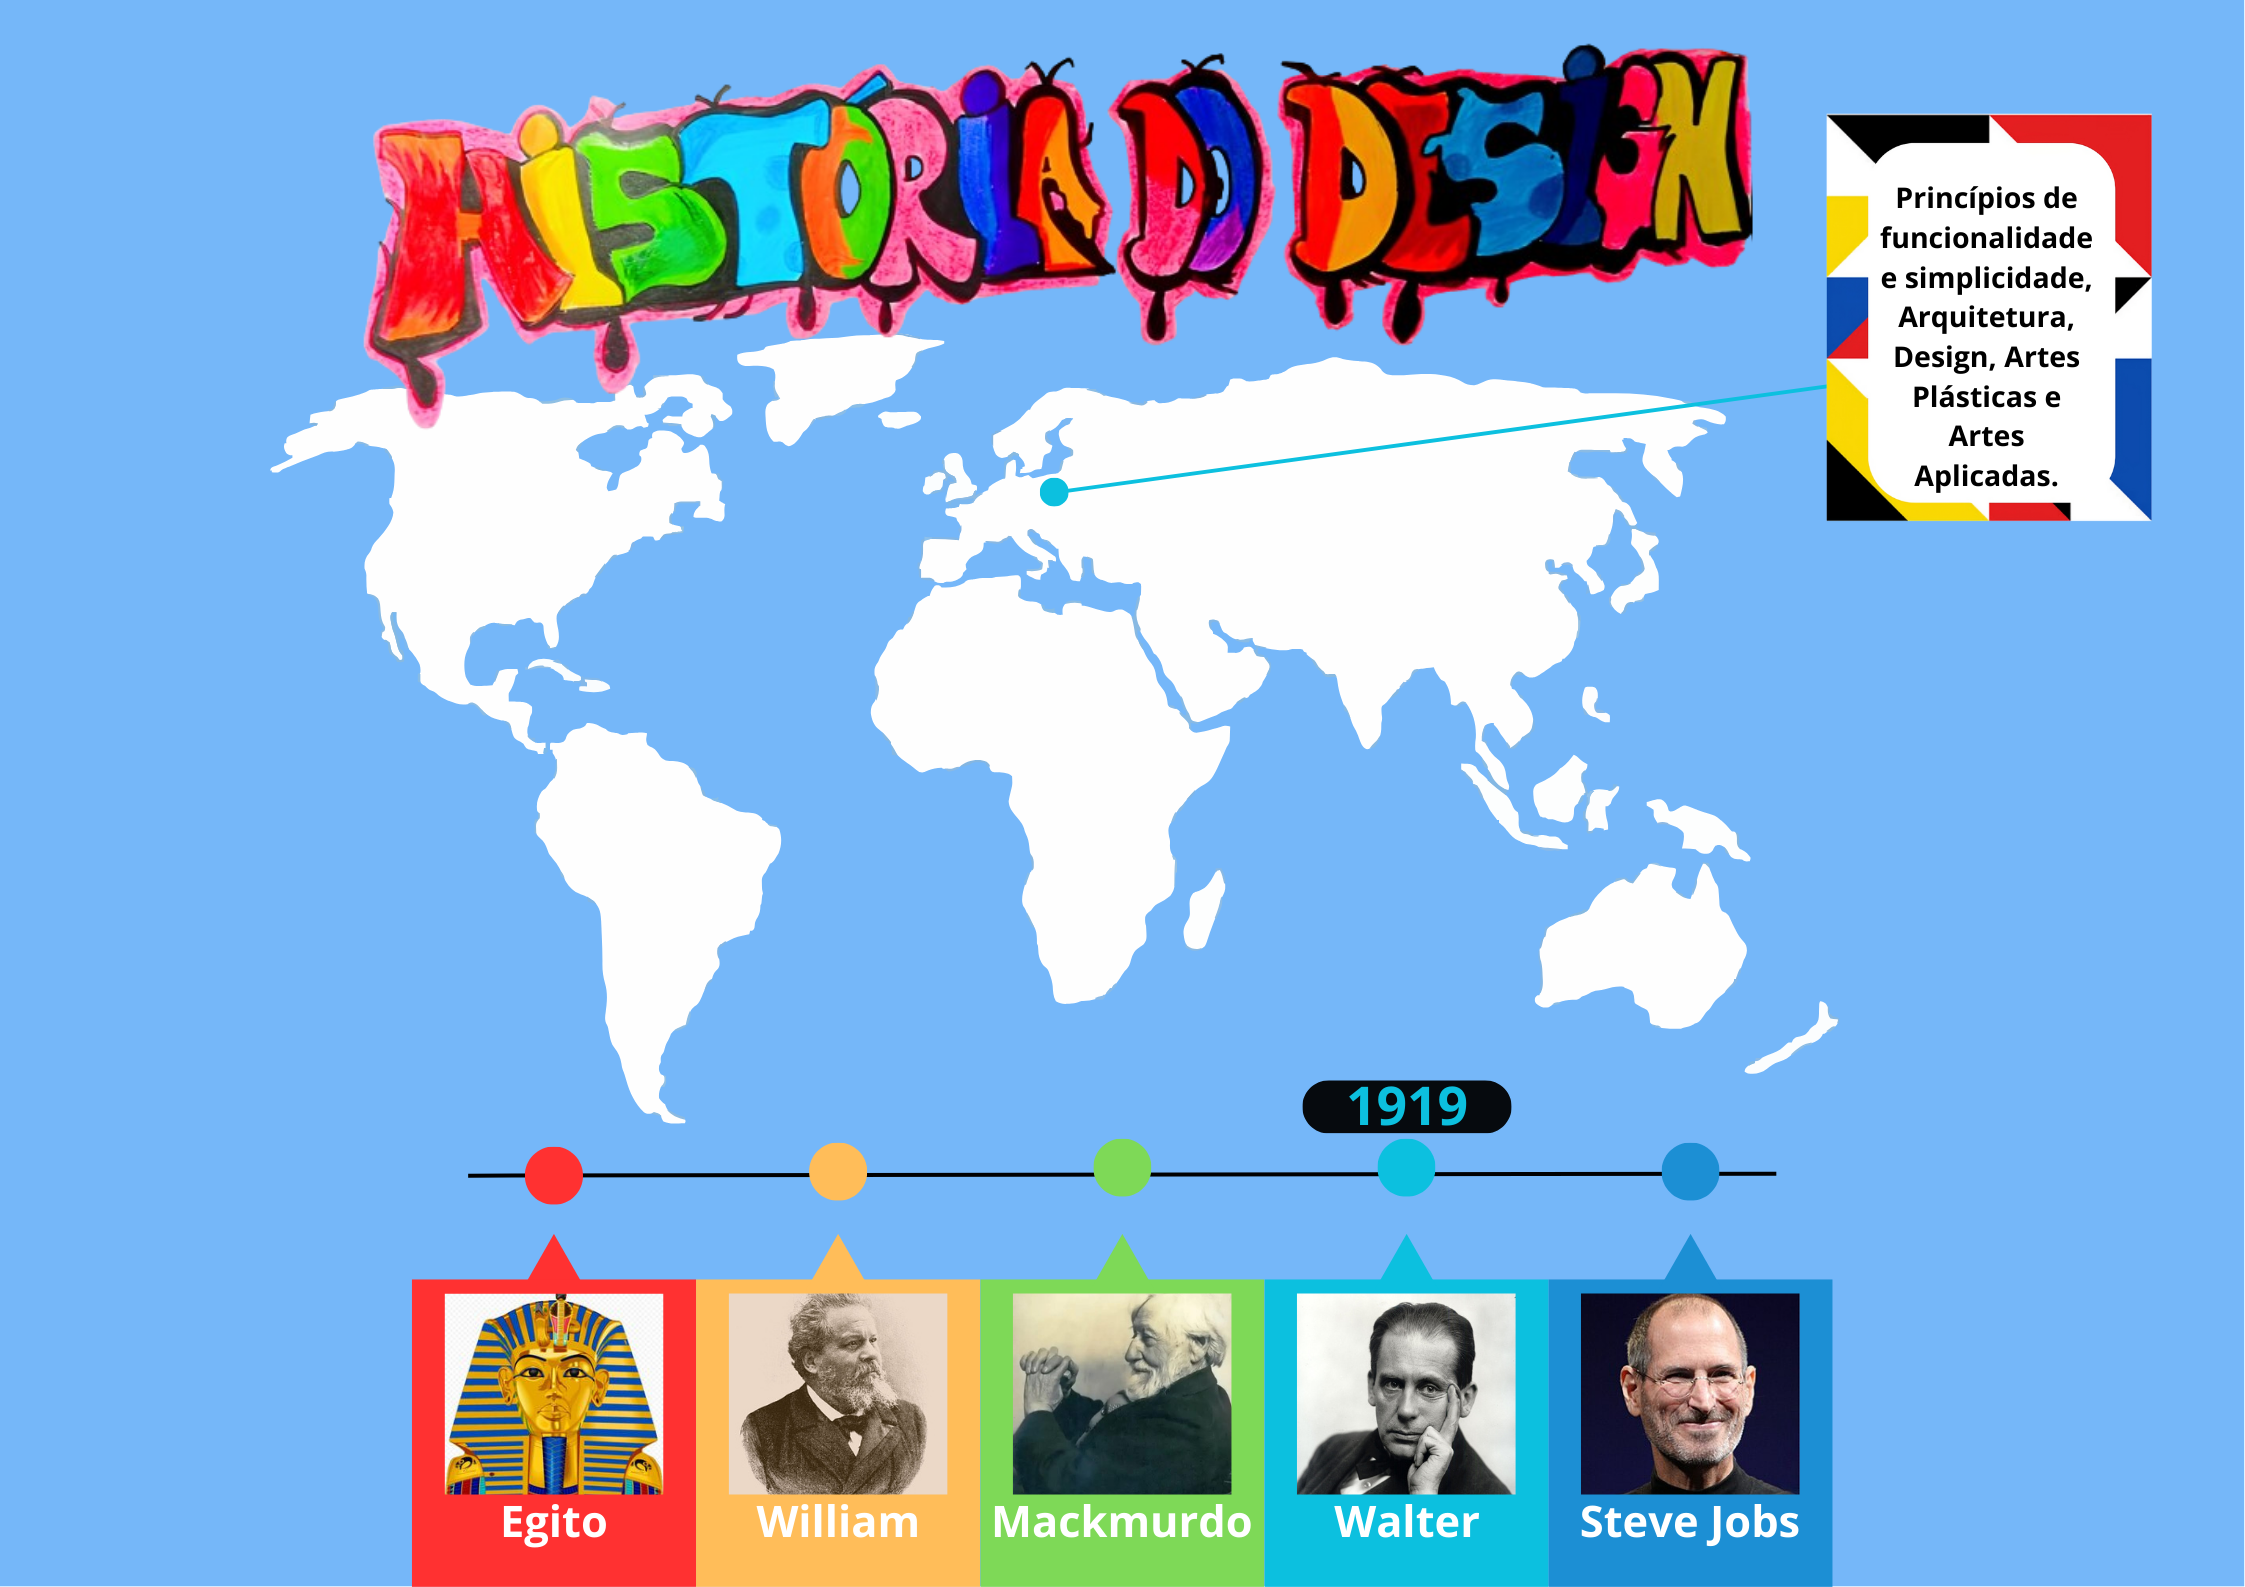 HISTÓRIA DO DESIGN
Princípios de
funcionalidade
e simplicidade,
Arquitetura,
Design, Artes
Plásticas e
Artes
Aplicadas.
1919
Egito
William
Mackmurdo
Walter
Steve Jobs